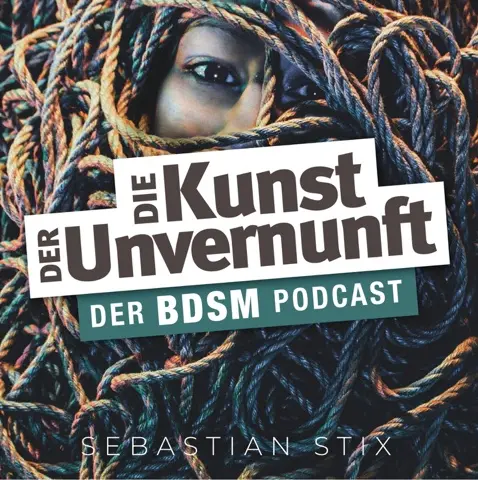 DIE Kunst
DER Unvernunft
DER BDSM PODCAST
SEBASTIAN STIX